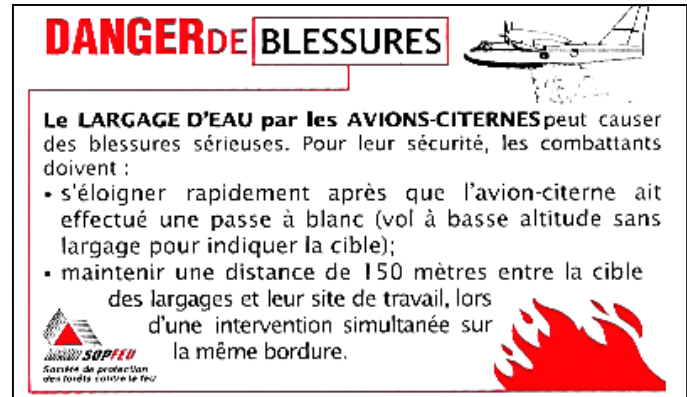 DANGER DE BLESSURES
Le LARGAGE D'EAU par les AVIONS-CITERNES peut causer
des blessures sérieuses. Pour leur sécurité, les combattants
doivent :
• s'éloigner rapidement après que l'avion-citerne ait
effectué une passe à blanc (vol à basse altitude sans
largage pour indiquer la cible);
• maintenir une distance de 150 mètres entre la cible
des largages et leur site de travail, lors
d'une intervention simultanée sur
la même bordure.
SOPFEU
Société de protection
des forêts contre le feu